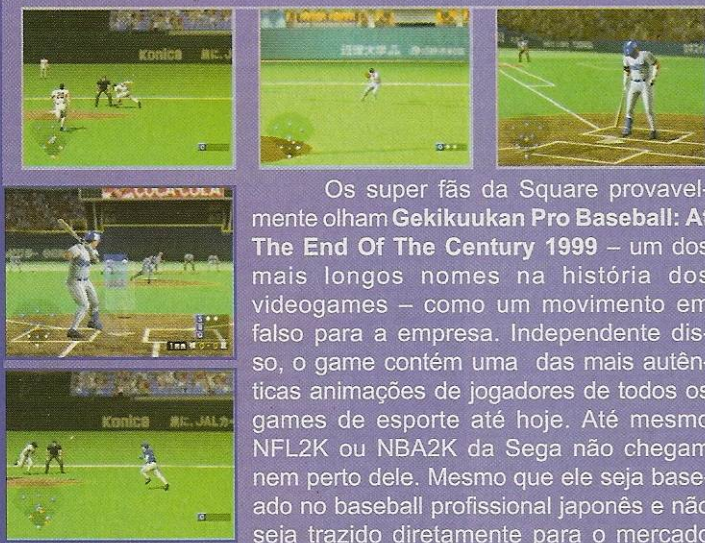 Konica
Konica
COCA-COLA
Os super fãs da Square provavel-
mente olham Gekikuukan Pro Baseball: At
The End Of The Century 1999 – um dos
mais longos nomes na história dos
videogames – como um movimento em
falso para a empresa. Independente dis-
so, o game contém uma das mais autên-
ticas animações de jogadores de todos os
games de esporte até hoje. Até mesmo
NFL2K ou NBA2K da Sega não chegam
nem perto dele. Mesmo que ele seja base-
ado no baseball profissional japonês e não
seja trazido diretamente para o mercado